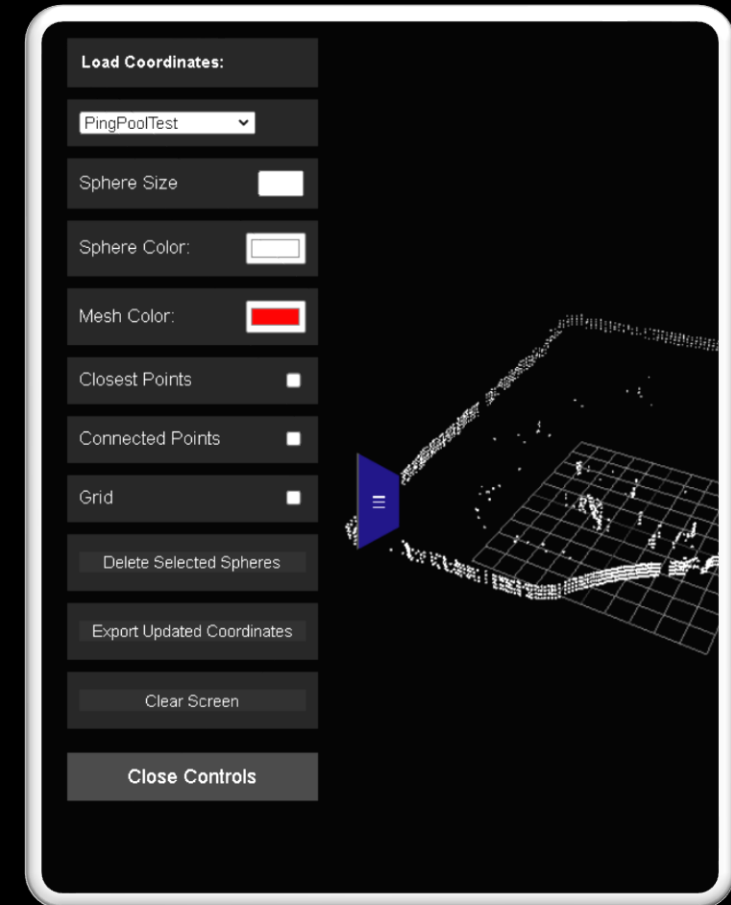 Load Coordinates:
PingPoolTest
Sphere Size
Sphere Color:
Mesh Color:
Closest Points
Connected Points
Grid
Delete Selected Spheres
Export Updated Coordinates
Clear Screen
Close Controls